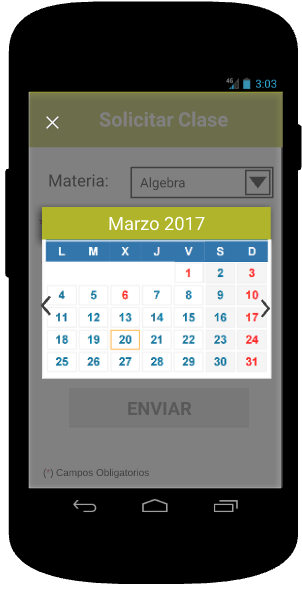 4G 3:03
Solicitar Clase
Materia: Algebra
Marzo 2017
L M X J V S D
1 2 3
4 5 6 7 8 9 10
11 12 13 14 15 16 17
18 19 20 21 22 23 24
25 26 27 28 29 30 31
ENVIAR
(*) Campos Obligatorios